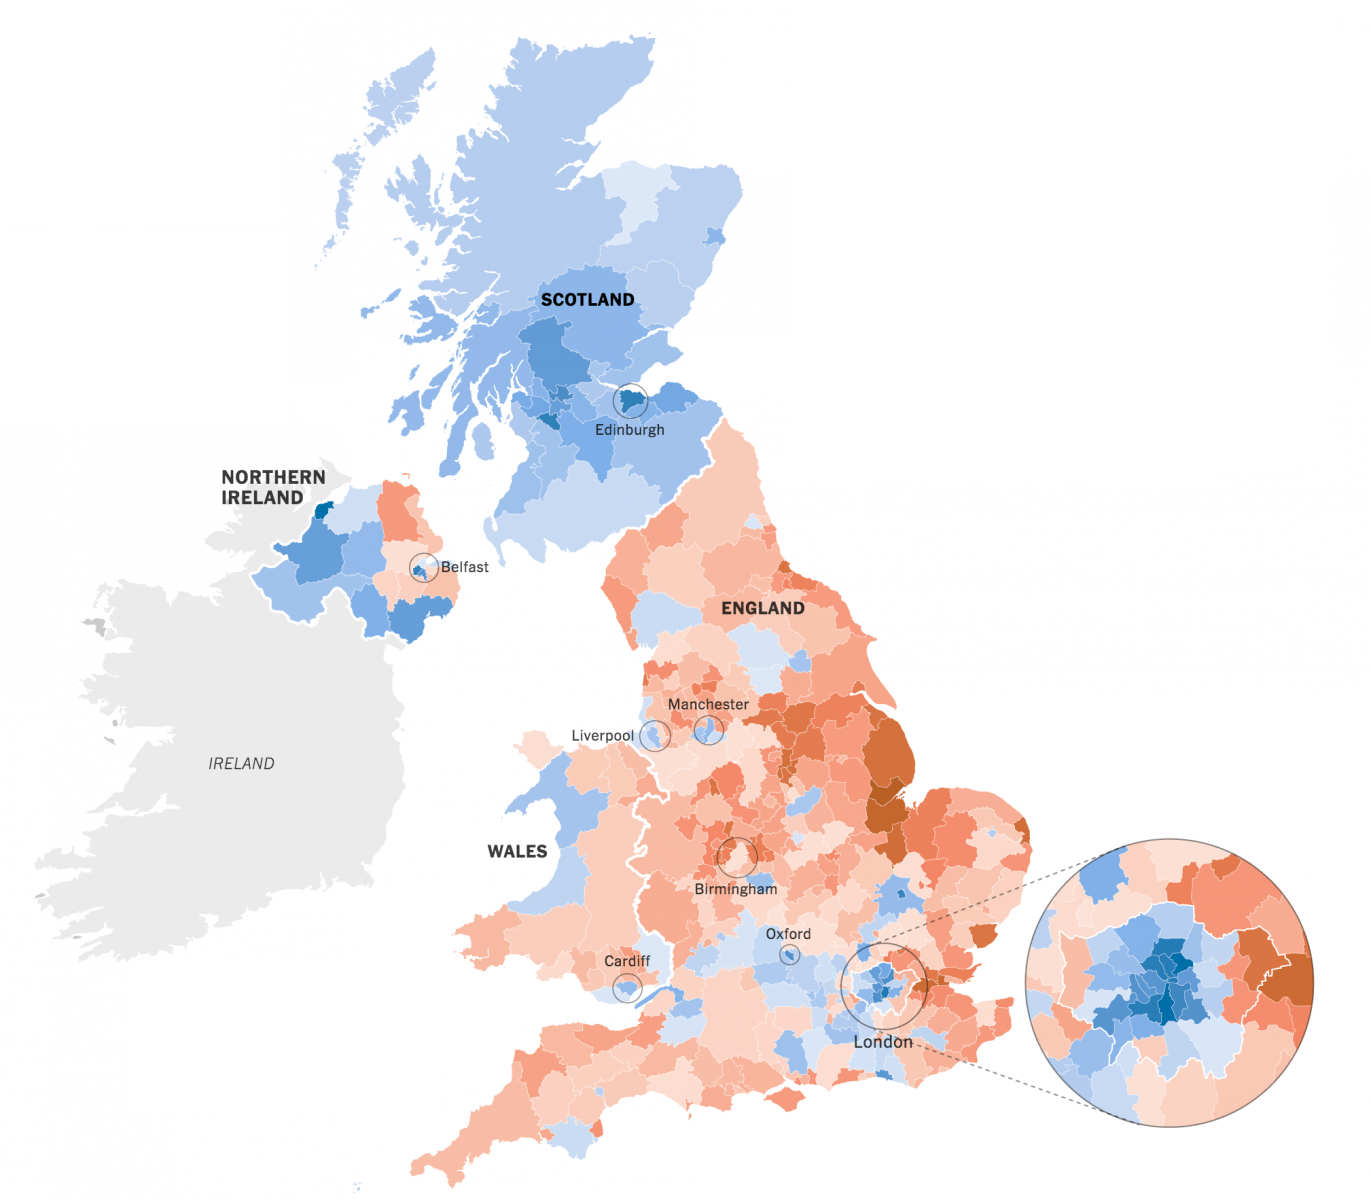 SCOTLAND
Edinburgh
NORTHERN
IRELAND
Belfast
ENGLAND
Manchester
Liverpool
IRELAND
WALES
Birmingham
Oxford
Cardiff
London